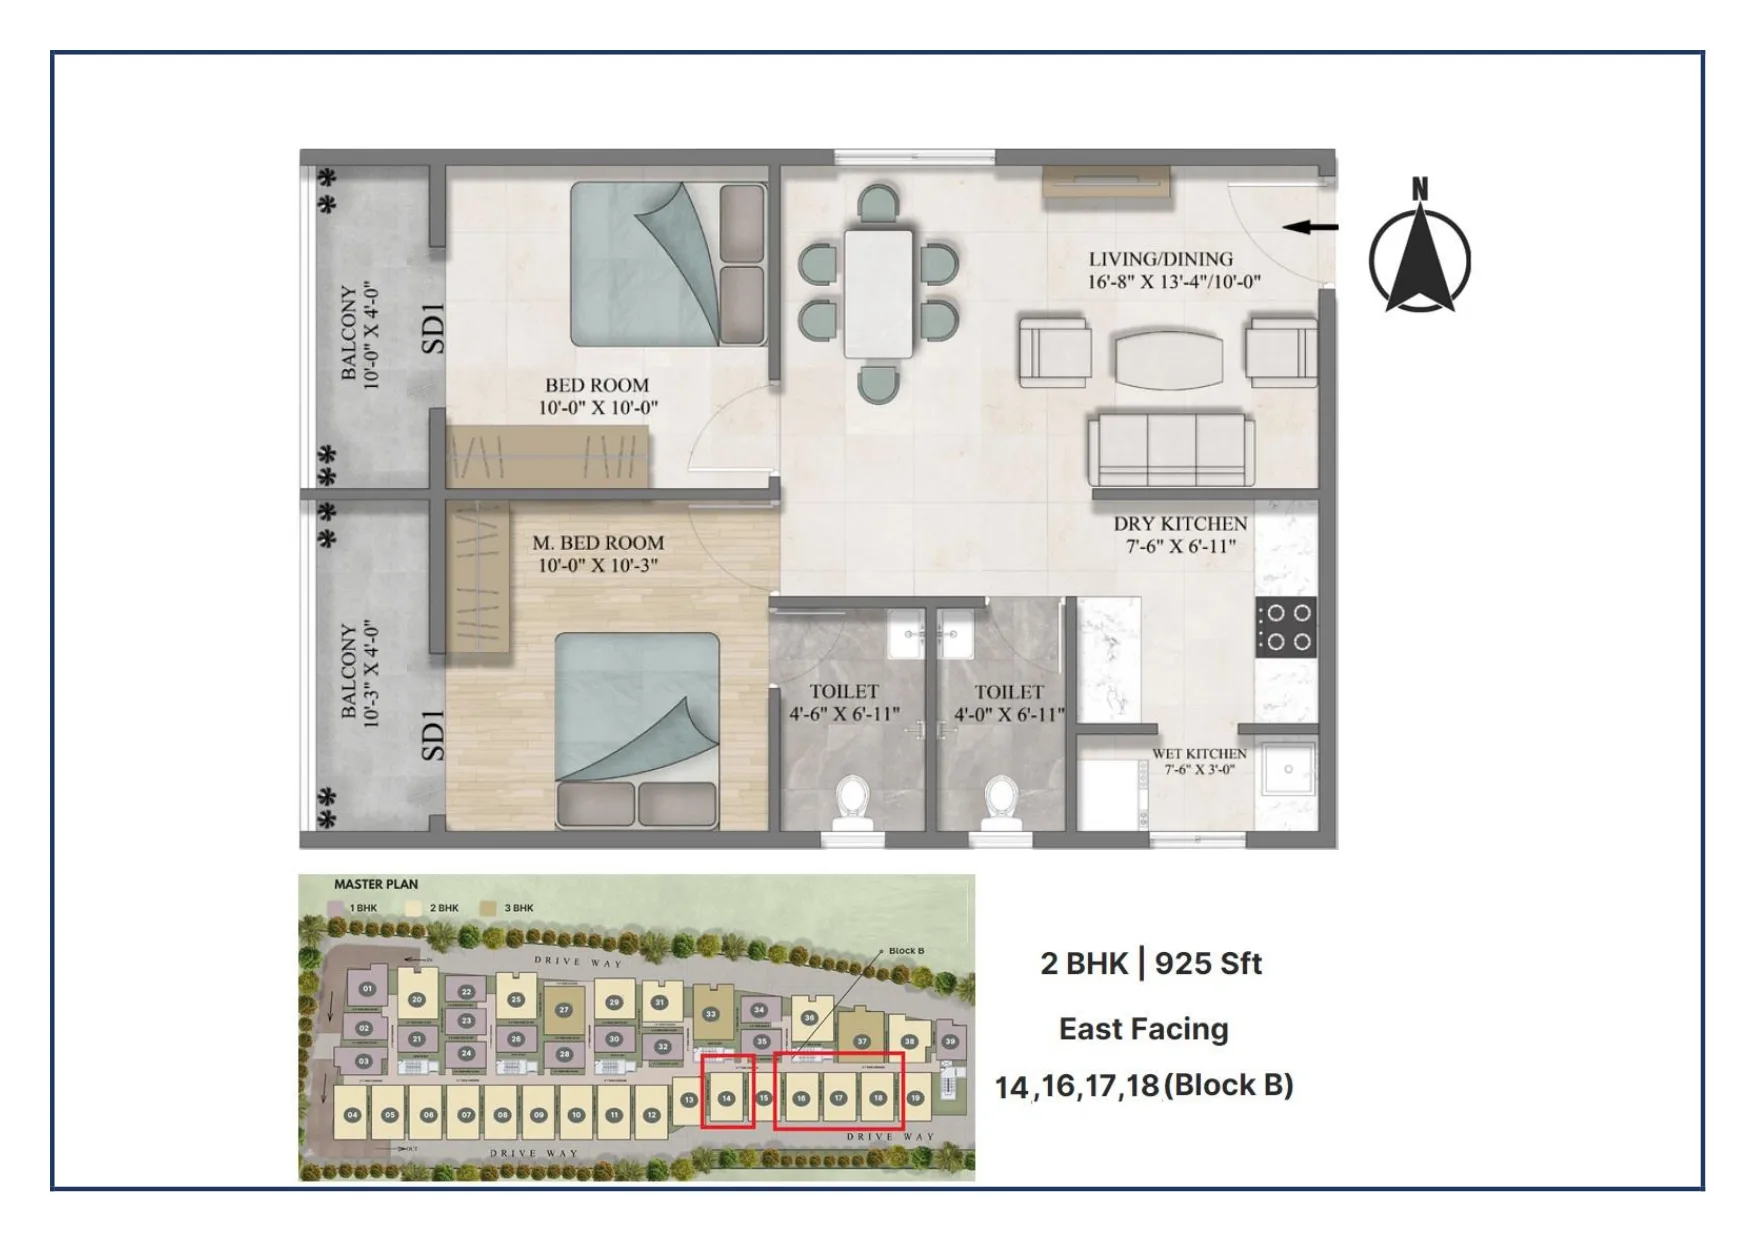 N
LIVING/DINING
16'-8" X 13'-4"/10'-0"
BALCONY
10'-0" X 4'-0"
SD1
BED ROOM
10'-0" X 10'-0"
DRY KITCHEN
7'-6" X 6'-11"
M. BED ROOM
10'-0" X 10'-3"
BALCONY
10'-3" X 4'-0"
SD1
TOILET
4'-6" X 6'-11"
TOILET
4'-0" X 6'-11"
WET KITCHEN
7'-6" X 3'-0"
MASTER PLAN
1 BHK 2 BHK 3 BHK
Block B
DRIVE WAY
IN
01
20
22
25
27
29
31
33
34
36
37
38
39
02
21
23
26
30
35
03
24
28
32
04
05
06
07
08
09
10
11
12
13
14
15
16
17
18
19
DRIVE WAY
OUT
DRIVE WAY
2 BHK | 925 Sft
East Facing
14,16,17,18(Block B)